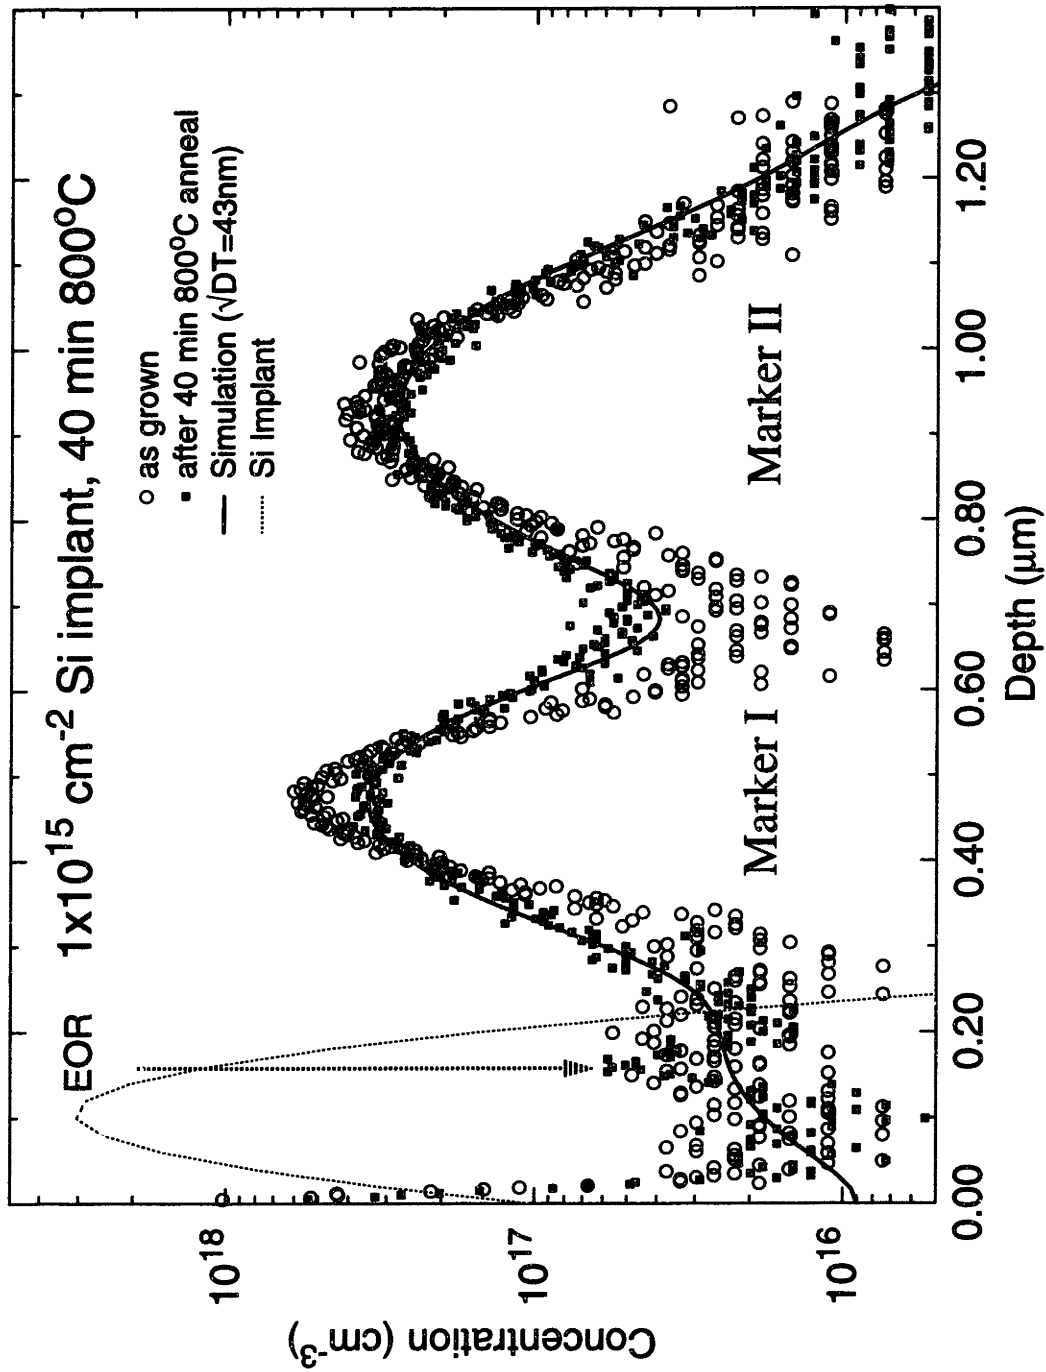 EOR 1x10¹⁵ cm⁻² Si implant, 40 min 800°C
as grown
after 40 min 800°C anneal
Simulation (√DT=43nm)
Si Implant
Marker I
Marker II
10¹⁸
10¹⁷
10¹⁶
Concentration (cm⁻³)
0.00 0.20 0.40 0.60 0.80 1.00 1.20
Depth (μm)